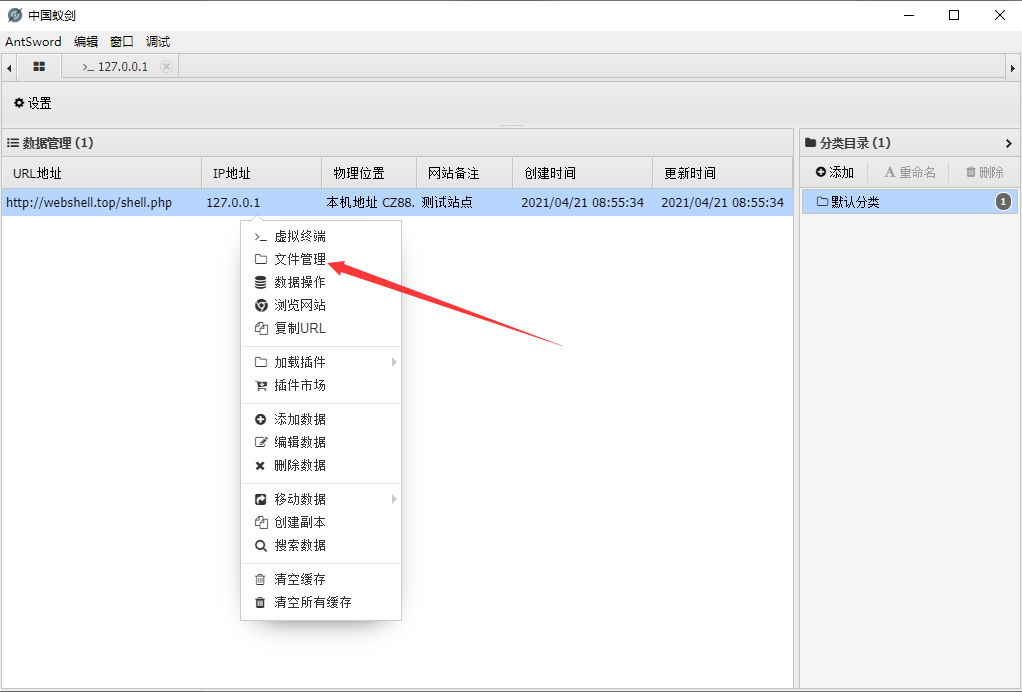 中国蚁剑
AntSword 编辑 窗口 调试
>_ 127.0.0.1
设置
数据管理 (1)
分类目录 (1)
URL地址 IP地址 物理位置 网站备注 创建时间 更新时间
添加 重命名 删除
http://webshell.top/shell.php 127.0.0.1 本机地址 CZ88. 测试站点 2021/04/21 08:55:34 2021/04/21 08:55:34
默认分类 1
>_ 虚拟终端
文件管理
数据操作
浏览网站
复制URL
加载插件
插件市场
添加数据
编辑数据
删除数据
移动数据
创建副本
搜索数据
清空缓存
清空所有缓存